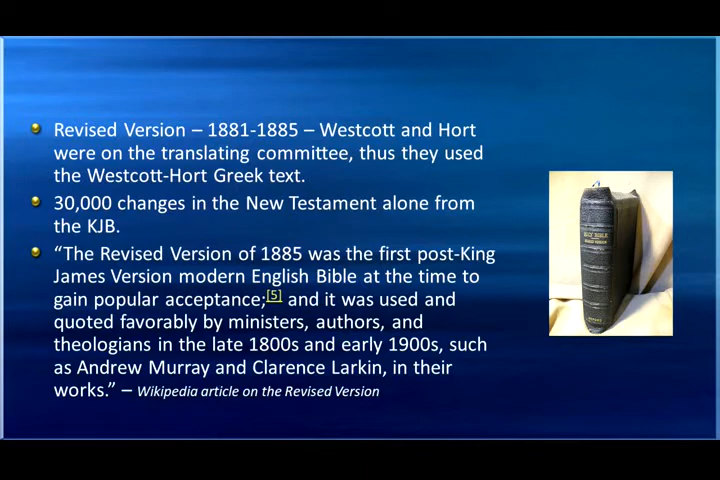 Revised Version – 1881-1885 – Westcott and Hort
were on the translating committee, thus they used
the Westcott-Hort Greek text.
30,000 changes in the New Testament alone from
the KJB.
“The Revised Version of 1885 was the first post-King
James Version modern English Bible at the time to
gain popular acceptance;[5] and it was used and
quoted favorably by ministers, authors, and
theologians in the late 1800s and early 1900s, such
as Andrew Murray and Clarence Larkin, in their
works.” – Wikipedia article on the Revised Version
HOLY BIBLE